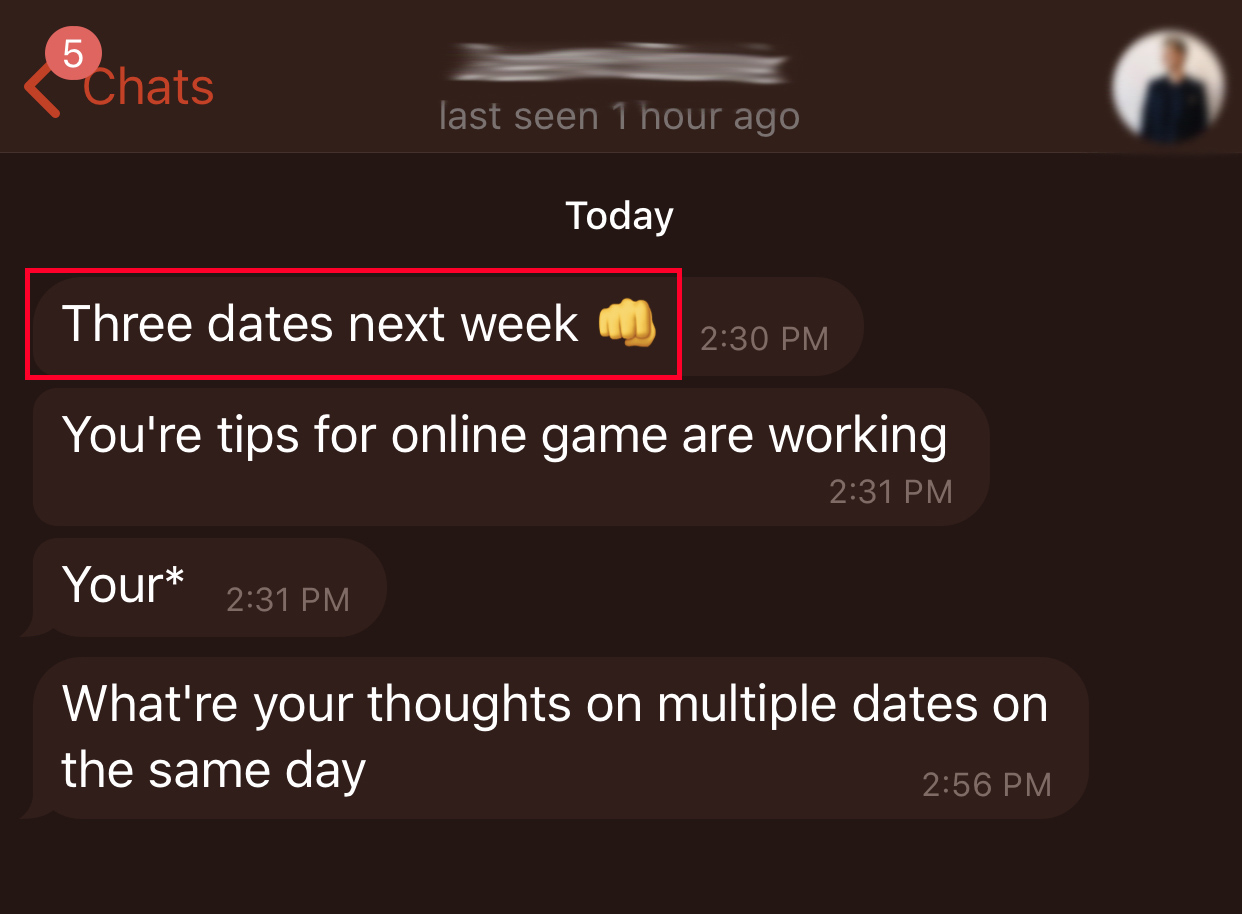 5
Chats
last seen 1 hour ago
Today
Three dates next week 👊 2:30 PM
You're tips for online game are working
2:31 PM
Your* 2:31 PM
What're your thoughts on multiple dates on
the same day 2:56 PM